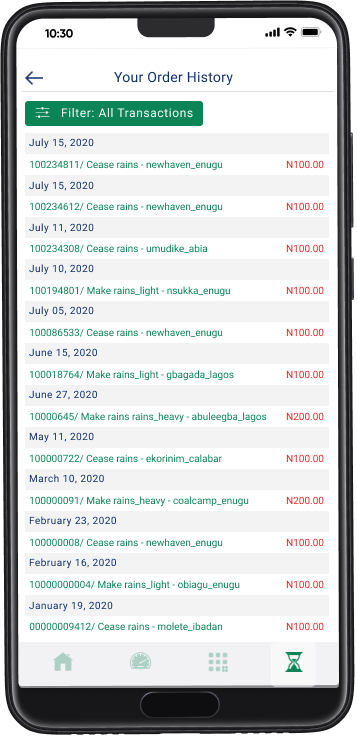 10:30
Your Order History
Filter: All Transactions
July 15, 2020
100234811/ Cease rains - newhaven_enugu N100.00
July 15, 2020
100234612/ Cease rains - newhaven_enugu N100.00
July 11, 2020
100234308/ Cease rains - umudike_abia N100.00
July 10, 2020
100194801/ Make rains_light - nsukka_enugu N100.00
July 05, 2020
100086533/ Cease rains - newhaven_enugu N100.00
June 15, 2020
100018764/ Make rains_light - gbagada_lagos N100.00
June 27, 2020
10000645/ Make rains rains_heavy - abuleegba_lagos N200.00
May 11, 2020
100000722/ Cease rains - ekorinim_calabar N100.00
March 10, 2020
100000091/ Make rains_heavy - coalcamp_enugu N200.00
February 23, 2020
100000008/ Cease rains - newhaven_enugu N100.00
February 16, 2020
10000000004/ Make rains_light - obiagu_enugu N100.00
January 19, 2020
00000009412/ Cease rains - molete_ibadan N100.00